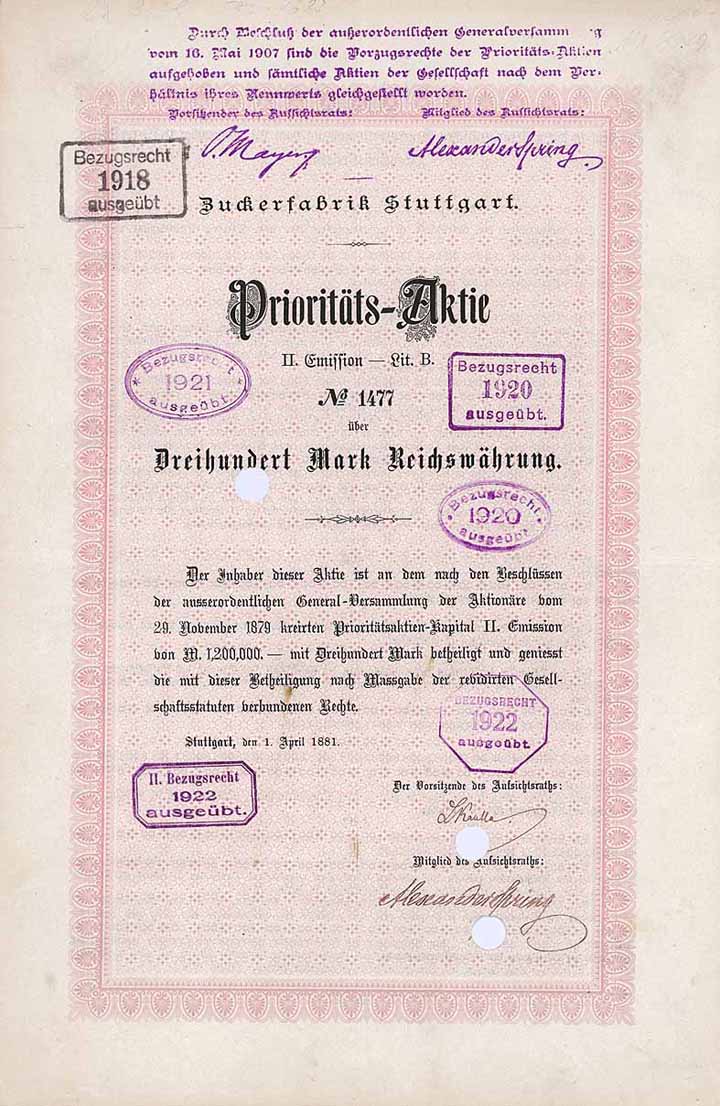 Durch Beschluß der außerordentlichen Generalversamm g
vom 16. Mai 1907 sind die Vorzugsrechte der Prioritäts-Aktien
aufgehoben und sämtliche Aktien der Gesellschaft nach dem Ver-
hältnis ihres Nennwerts gleichgestellt worden.
Vorsitzender des Aufsichtsrats: Mitglied des Aufsichtsrats:
O. Mayer Alexander Spring
Bezugsrecht
1918
ausgeübt
Zuckerfabrik Stuttgart.
Prioritäts-Aktie
II. Emission — Lit. B.
Bezugsrecht
1921
ausgeübt.
№ 1477
Bezugsrecht
1920
ausgeübt.
über
Dreihundert Mark Reichswährung.
Bezugsrecht
1920
ausgeübt
Der Inhaber dieser Aktie ist an dem nach den Beschlüssen
der ausserordentlichen General-Versammlung der Aktionäre vom
29. November 1879 kreirten Prioritätsaktien-Kapital II. Emission
von M. 1,200,000.— mit Dreihundert Mark betheiligt und geniesst
die mit dieser Betheiligung nach Massgabe der revidirten Gesell-
schaftsstatuten verbundenen Rechte.
BEZUGSRECHT
1922
ausgeübt.
Stuttgart, den 1. April 1881.
II. Bezugsrecht
1922
ausgeübt.
Der Vorsitzende des Aufsichtsraths:
Kaulla
Mitglied des Aufsichtsraths:
Alexander Spring